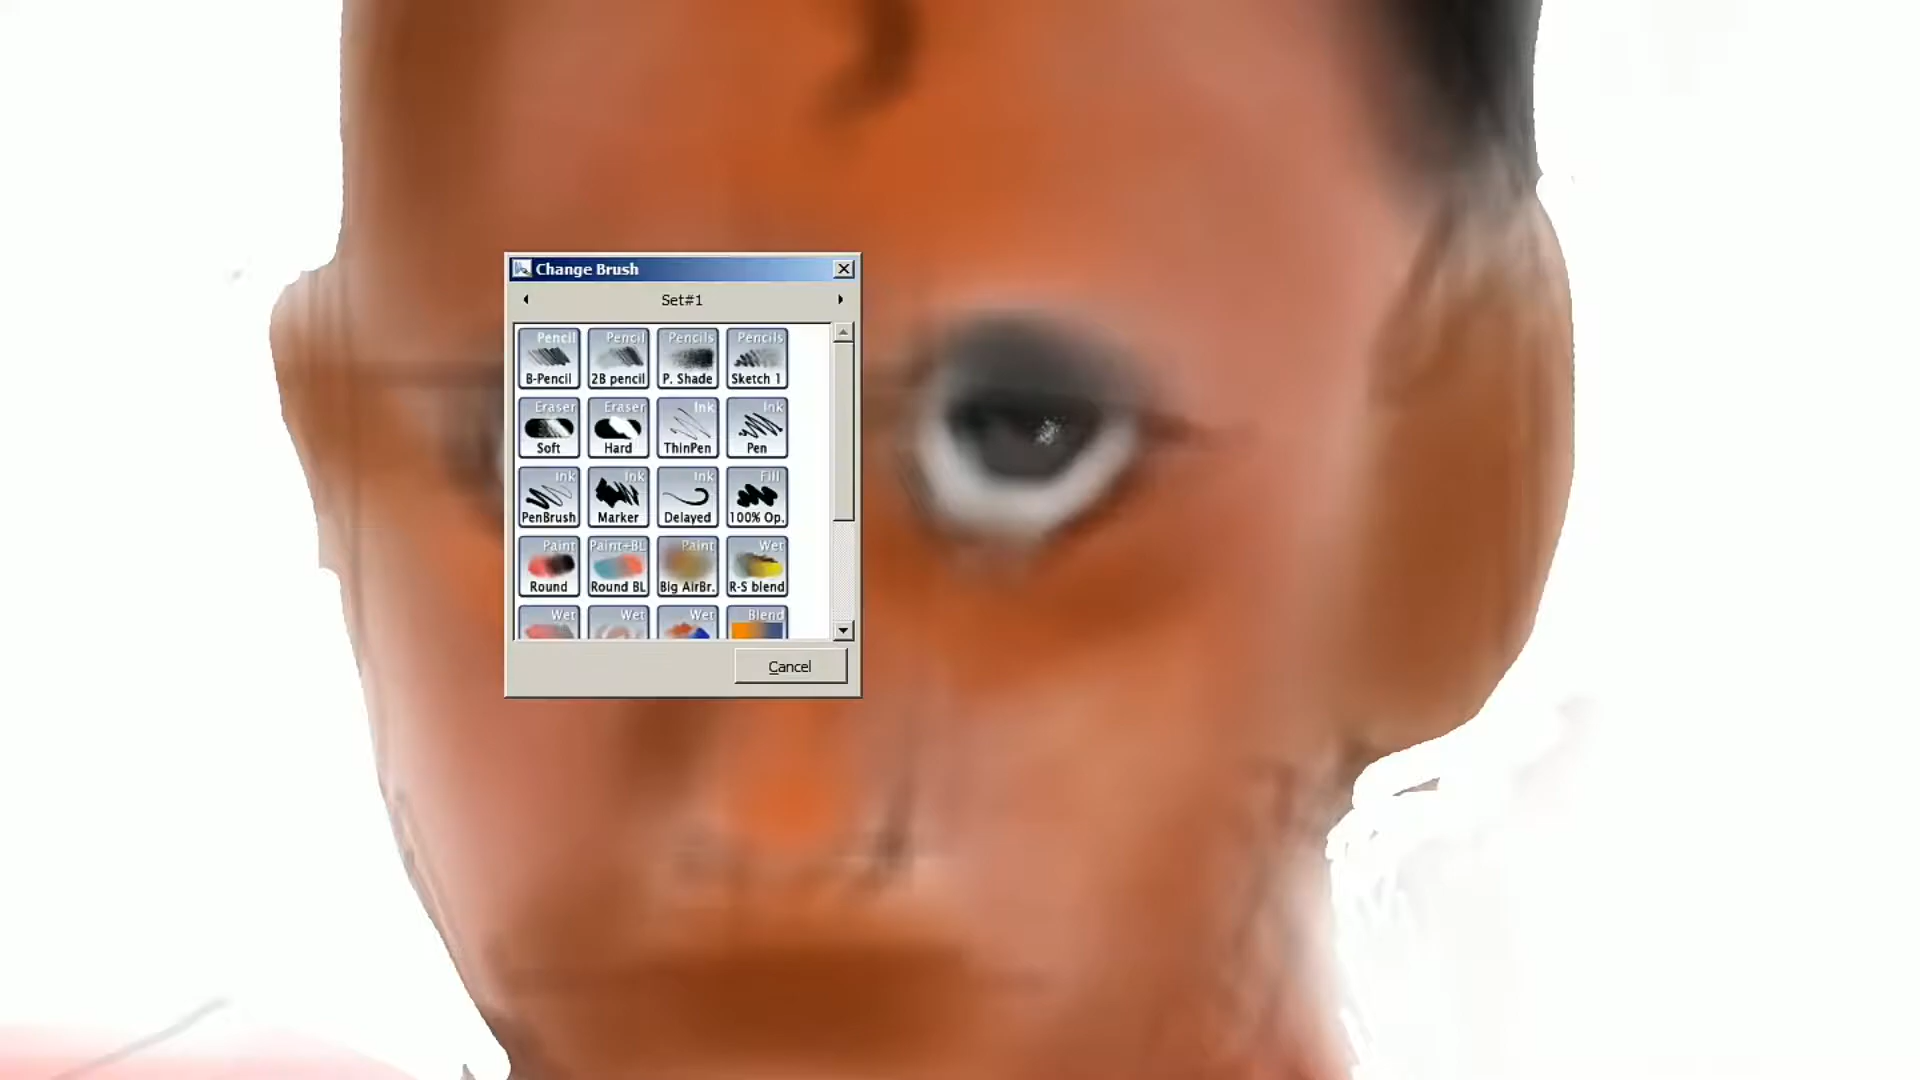 Change Brush
Set#1
Pencil Pencil Pencils Pencils
B-Pencil 2B pencil P. Shade Sketch 1
Eraser Eraser Ink Ink
Soft Hard ThinPen Pen
Ink Ink Ink Fill
PenBrush Marker Delayed 100% Op.
Paint Paint+BL Paint Wet
Round Round BL Big AirBr. R-S blend
Wet Wet Wet Blend
Cancel